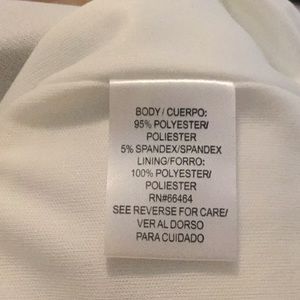 BODY / CUERPO:
95% POLYESTER/
POLIESTER
5% SPANDEX/SPANDEX
LINING/FORRO:
100% POLYESTER/
POLIESTER
RN#66464
SEE REVERSE FOR CARE/
VER AL DORSO
PARA CUIDADO